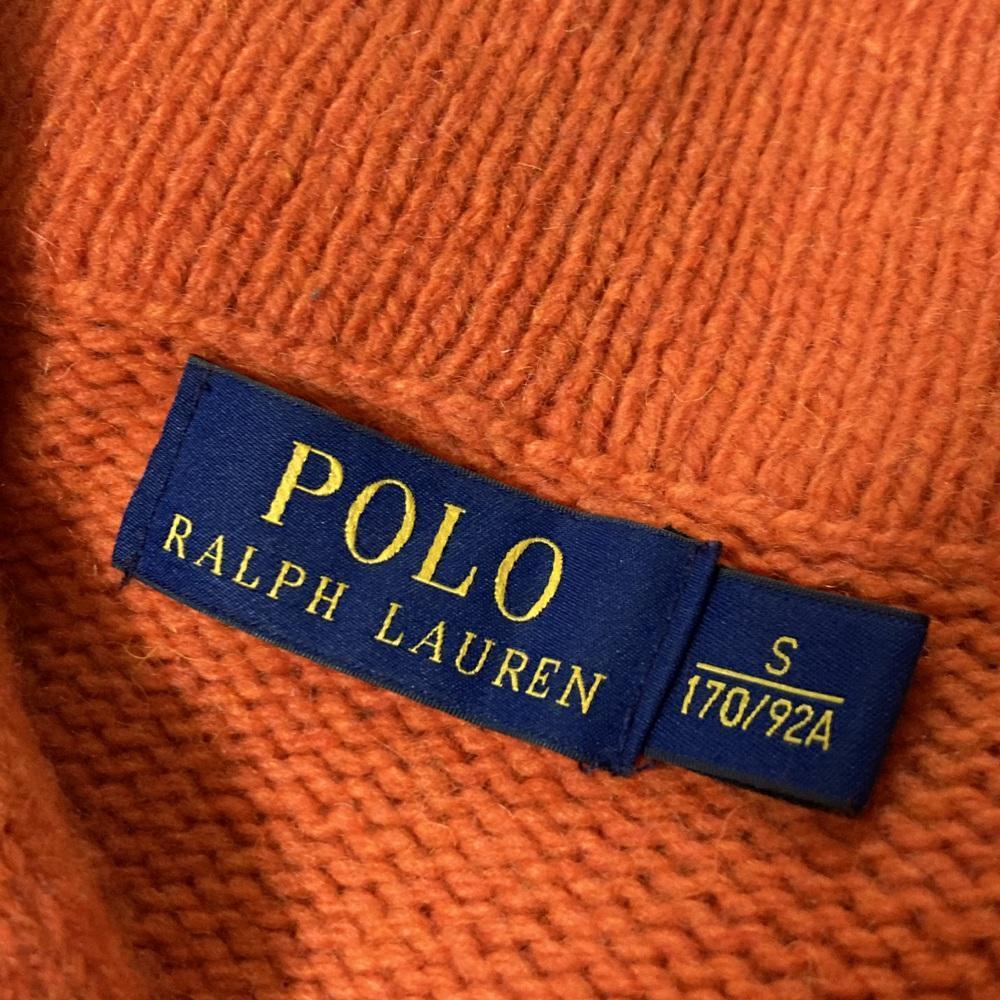 POLO
RALPH LAUREN
S
170/92A